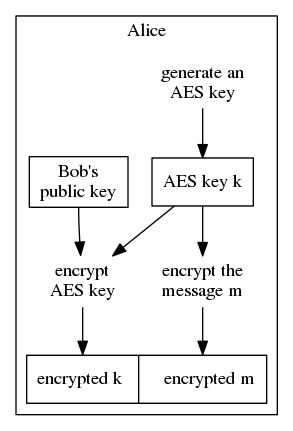 Alice
generate an
AES key
Bob's
public key
AES key k
encrypt
AES key
encrypt the
message m
encrypted k
encrypted m